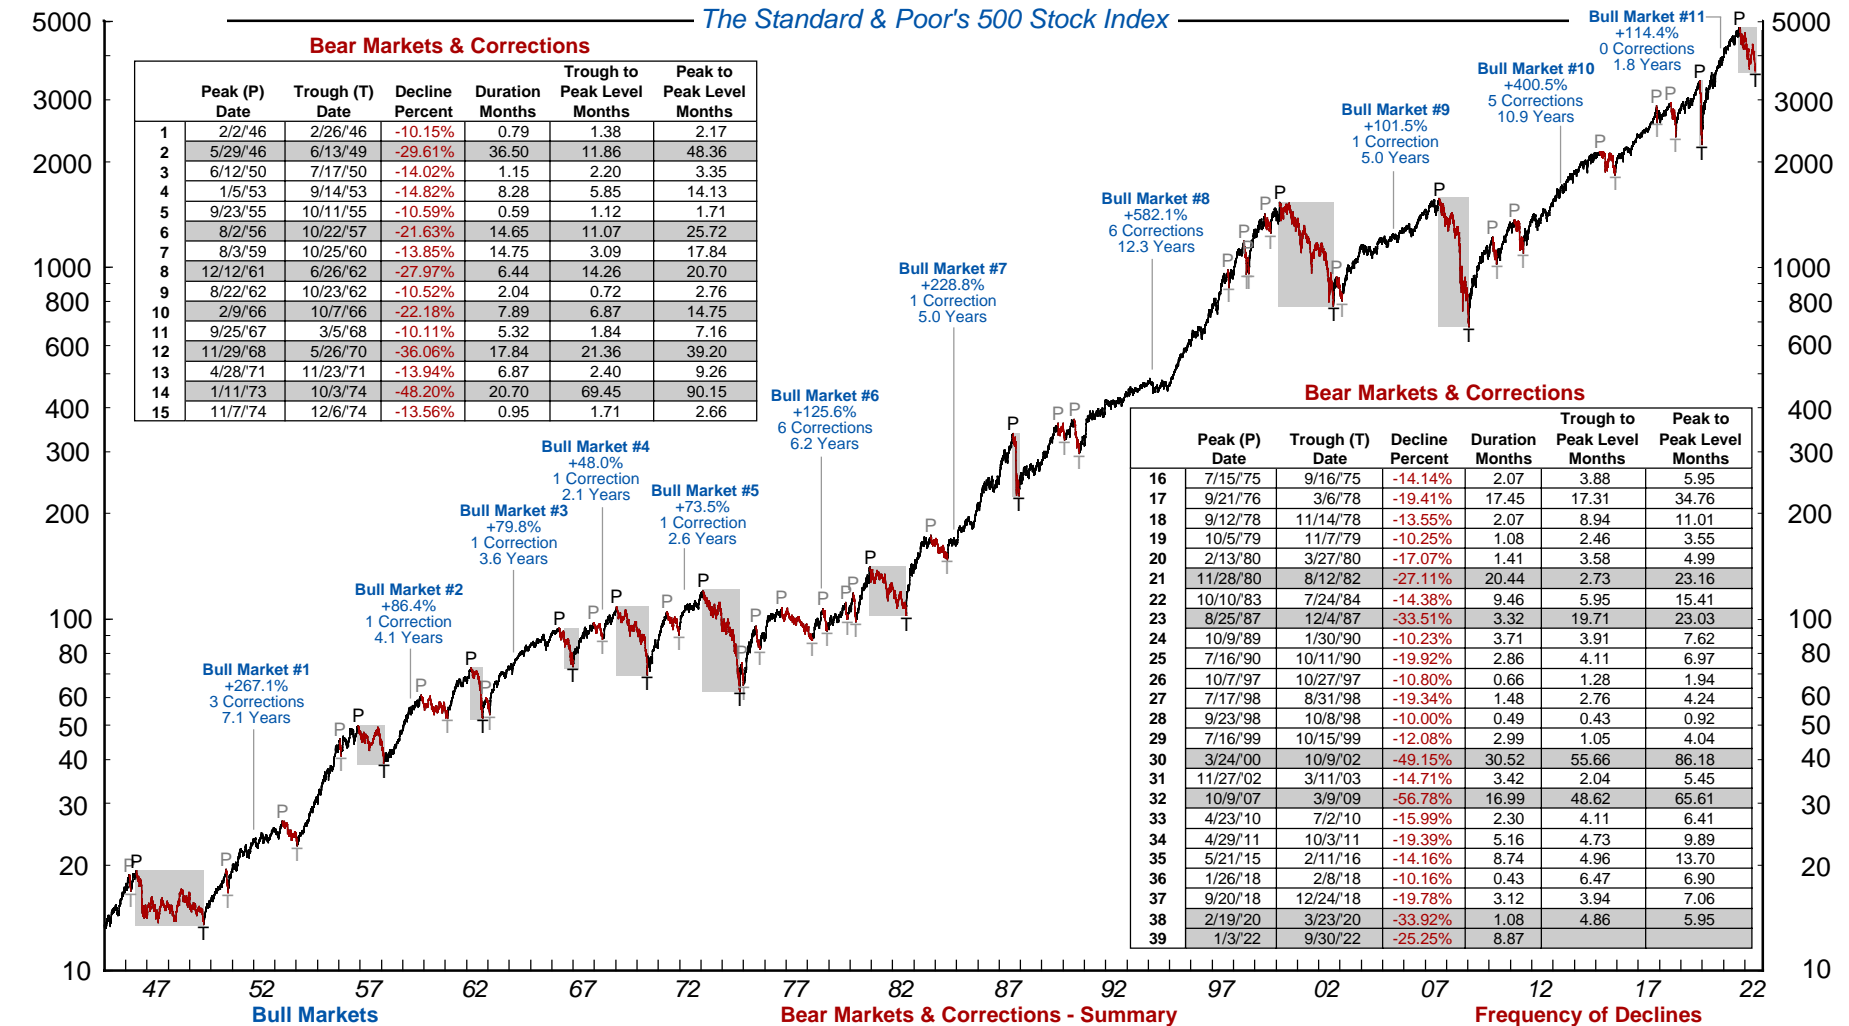 The Standard & Poor's 500 Stock Index
Bear Markets & Corrections
Peak (P) Date | Trough (T) Date | Decline Percent | Duration Months | Trough to Peak Level Months | Peak to Peak Level Months
1 2/2/'46 2/26/'46 -10.15% 0.79 1.38 2.17
2 5/29/'46 6/13/'49 -29.61% 36.50 11.86 48.36
3 6/12/'50 7/17/'50 -14.02% 1.15 2.20 3.35
4 1/5/'53 9/14/'53 -14.82% 8.28 5.85 14.13
5 9/23/'55 10/11/'55 -10.59% 0.59 1.12 1.71
6 8/2/'56 10/22/'57 -21.63% 14.65 11.07 25.72
7 8/3/'59 10/25/'60 -13.85% 14.75 3.09 17.84
8 12/12/'61 6/26/'62 -27.97% 6.44 14.26 20.70
9 8/22/'62 10/23/'62 -10.52% 2.04 0.72 2.76
10 2/9/'66 10/7/'66 -22.18% 7.89 6.87 14.75
11 9/25/'67 3/5/'68 -10.11% 5.32 1.84 7.16
12 11/29/'68 5/26/'70 -36.06% 17.84 21.36 39.20
13 4/28/'71 11/23/'71 -13.94% 6.87 2.40 9.26
14 1/11/'73 10/3/'74 -48.20% 20.70 69.45 90.15
15 11/7/'74 12/6/'74 -13.56% 0.95 1.71 2.66
Bull Market #1
+267.1%
3 Corrections
7.1 Years
Bull Market #2
+86.4%
1 Correction
4.1 Years
Bull Market #3
+79.8%
1 Correction
3.6 Years
Bull Market #4
+48.0%
1 Correction
2.1 Years
Bull Market #5
+73.5%
1 Correction
2.6 Years
Bull Market #6
+125.6%
6 Corrections
6.2 Years
Bull Market #7
+228.8%
1 Correction
5.0 Years
Bull Market #8
+582.1%
6 Corrections
12.3 Years
Bull Market #9
+101.5%
1 Correction
5.0 Years
Bull Market #10
+400.5%
5 Corrections
10.9 Years
Bull Market #11
+114.4%
0 Corrections
1.8 Years
Bear Markets & Corrections
Peak (P) Date | Trough (T) Date | Decline Percent | Duration Months | Trough to Peak Level Months | Peak to Peak Level Months
16 7/15/'75 9/16/'75 -14.14% 2.07 3.88 5.95
17 9/21/'76 3/6/'78 -19.41% 17.45 17.31 34.76
18 9/12/'78 11/14/'78 -13.55% 2.07 8.94 11.01
19 10/5/'79 11/7/'79 -10.25% 1.08 2.46 3.55
20 2/13/'80 3/27/'80 -17.07% 1.41 3.58 4.99
21 11/28/'80 8/12/'82 -27.11% 20.44 2.73 23.16
22 10/10/'83 7/24/'84 -14.38% 9.46 5.95 15.41
23 8/25/'87 12/4/'87 -33.51% 3.32 19.71 23.03
24 10/9/'89 1/30/'90 -10.23% 3.71 3.91 7.62
25 7/16/'90 10/11/'90 -19.92% 2.86 4.11 6.97
26 10/7/'97 10/27/'97 -10.80% 0.66 1.28 1.94
27 7/17/'98 8/31/'98 -19.34% 1.48 2.76 4.24
28 9/23/'98 10/8/'98 -10.00% 0.49 0.43 0.92
29 7/16/'99 10/15/'99 -12.08% 2.99 1.05 4.04
30 3/24/'00 10/9/'02 -49.15% 30.52 55.66 86.18
31 11/27/'02 3/11/'03 -14.71% 3.42 2.04 5.45
32 10/9/'07 3/9/'09 -56.78% 16.99 48.62 65.61
33 4/23/'10 7/2/'10 -15.99% 2.30 4.11 6.41
34 4/29/'11 10/3/'11 -19.39% 5.16 4.73 9.89
35 5/21/'15 2/11/'16 -14.16% 8.74 4.96 13.70
36 1/26/'18 2/8/'18 -10.16% 0.43 6.47 6.90
37 9/20/'18 12/24/'18 -19.78% 3.12 3.94 7.06
38 2/19/'20 3/23/'20 -33.92% 1.08 4.86 5.95
39 1/3/'22 9/30/'22 -25.25% 8.87
5000 3000 2000 1000 800 600 400 300 200 100 80 60 50 40 30 20 10
5000 3000 2000 1000 800 600 400 300 200 100 80 60 50 40 30 20 10
47 52 57 62 67 72 77 82 87 92 97 02 07 12 17 22
Bull Markets
Bear Markets & Corrections - Summary
Frequency of Declines